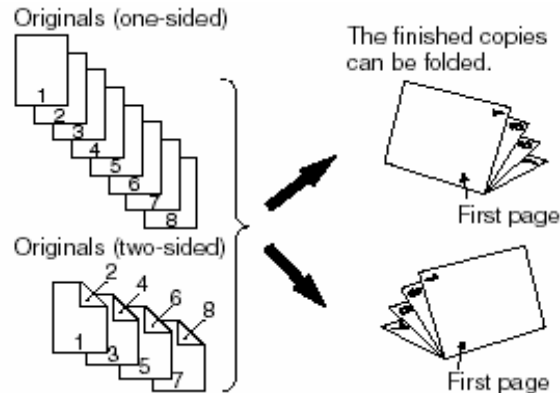 Originals (one-sided)
1
2
3
4
5
6
7
8
The finished copies
can be folded.
First page
Originals (two-sided)
2
4
6
8
1
3
5
7
First page